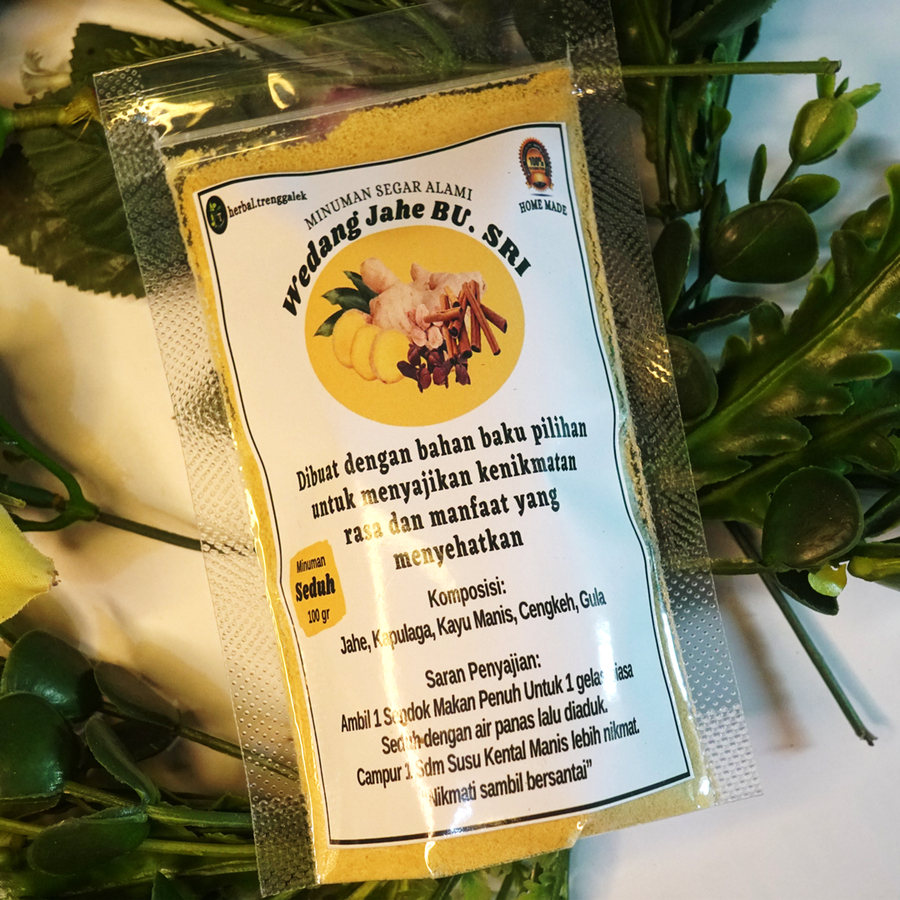 herbal.trenggalek
100%
HOME MADE
MINUMAN SEGAR ALAMI
Wedang Jahe BU. SRI
Dibuat dengan bahan baku pilihan
untuk menyajikan kenikmatan
rasa dan manfaat yang
menyehatkan
Minuman
Seduh
100 gr
Komposisi:
Jahe, Kapulaga, Kayu Manis, Cengkeh, Gula
Saran Penyajian:
Ambil 1 Sendok Makan Penuh Untuk 1 gelas biasa
Seduh dengan air panas lalu diaduk.
Campur 1 Sdm Susu Kental Manis lebih nikmat.
Nikmati sambil bersantai"